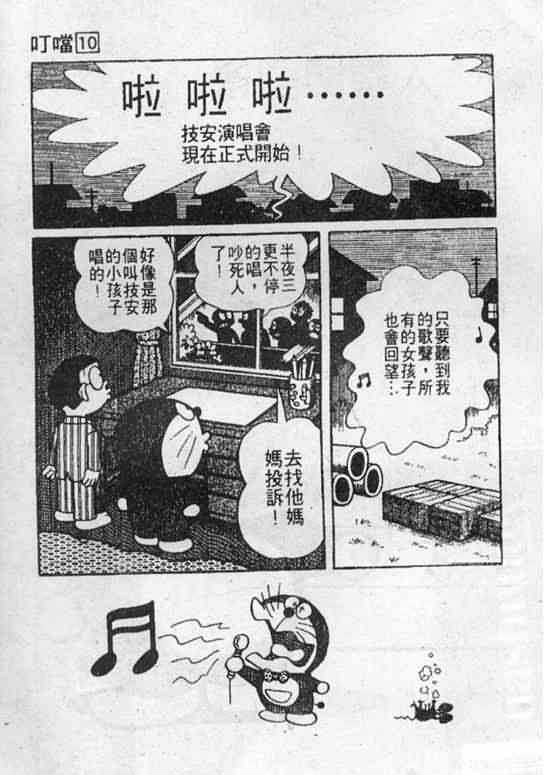 叮噹10
啦 啦 啦……
技安演唱會
現在正式開始！
只要聽到我
的歌聲，所
有的女孩子
也會回望…
半夜三
更不停
的唱，
吵死人
了！
好像是那
個叫技安
的小孩子
唱的！
去找他媽
媽投訴！